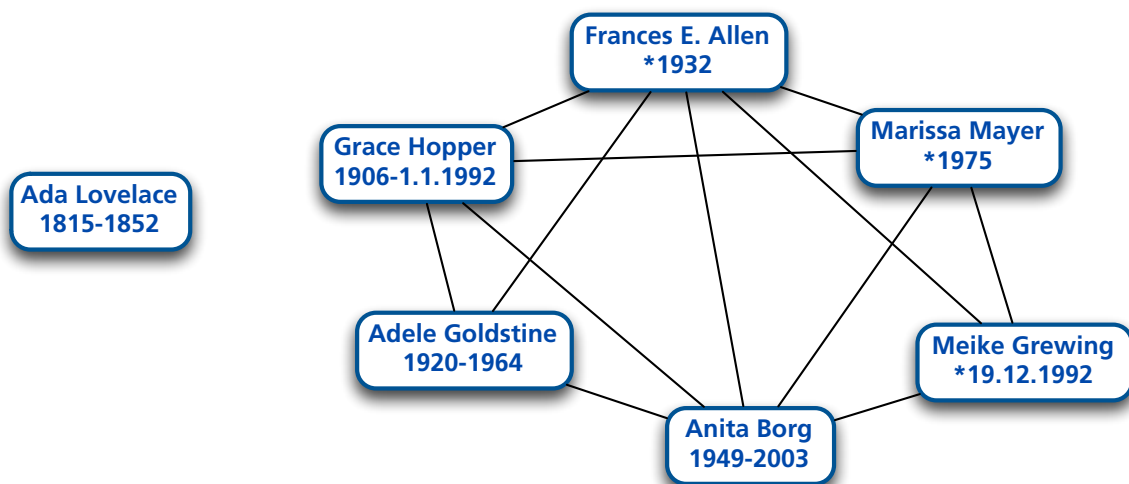 Frances E. Allen
*1932
Marissa Mayer
*1975
Grace Hopper
1906-1.1.1992
Ada Lovelace
1815-1852
Adele Goldstine
1920-1964
Meike Grewing
*19.12.1992
Anita Borg
1949-2003